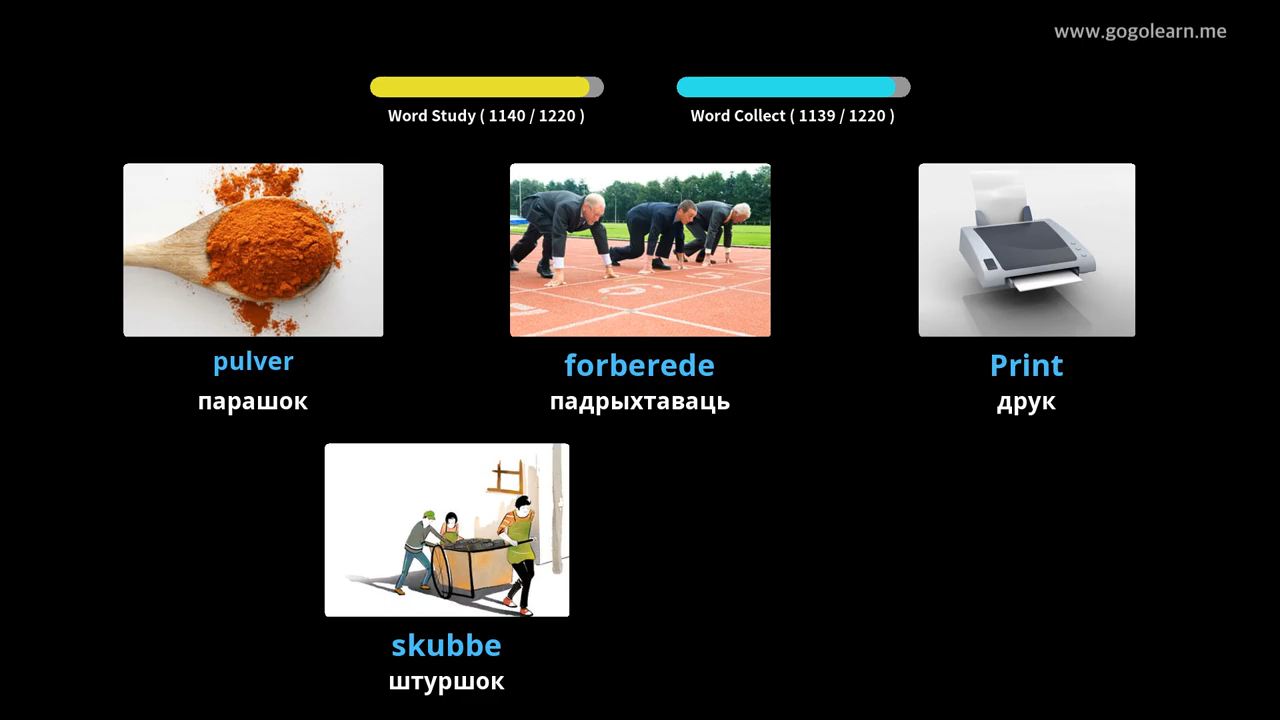 www.gogolearn.me
Word Study ( 1140 / 1220 )
Word Collect ( 1139 / 1220 )
pulver
forberede
Print
парашок
падрыхтаваць
друк
skubbe
штуршок